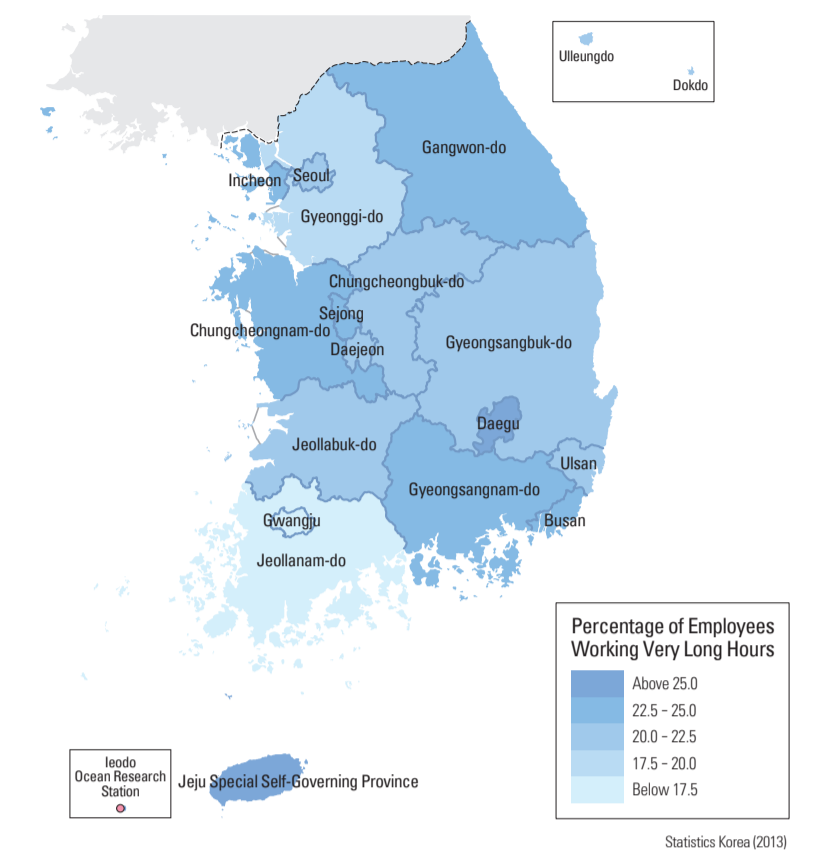 Ulleungdo
Dokdo
Gangwon-do
Incheon
Seoul
Gyeonggi-do
Chungcheongbuk-do
Sejong
Chungcheongnam-do
Daejeon
Gyeongsangbuk-do
Daegu
Jeollabuk-do
Ulsan
Gyeongsangnam-do
Gwangju
Busan
Jeollanam-do
Percentage of Employees
Working Very Long Hours
Above 25.0
22.5 - 25.0
20.0 - 22.5
17.5 - 20.0
Below 17.5
Ieodo
Ocean Research
Station
Jeju Special Self-Governing Province
Statistics Korea (2013)